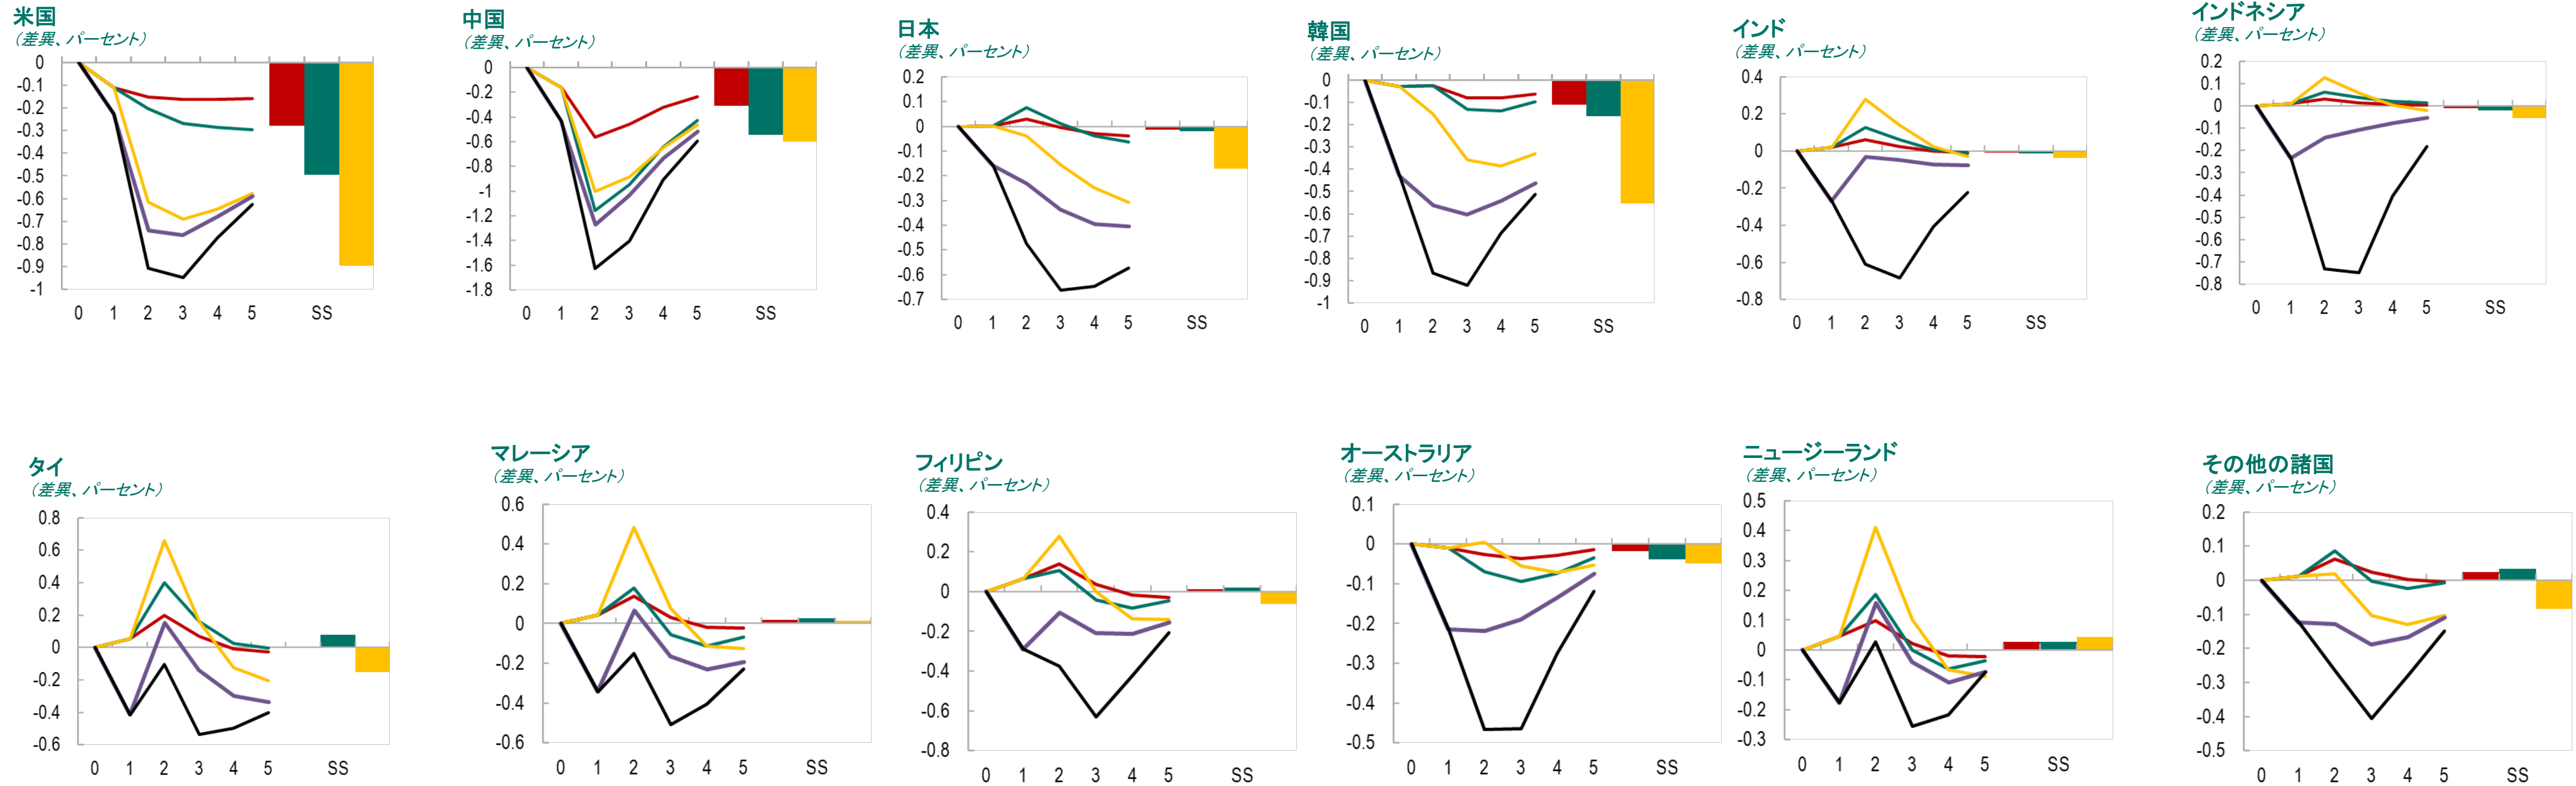 米国
（差異、パーセント）
0
-0.1
-0.2
-0.3
-0.4
-0.5
-0.6
-0.7
-0.8
-0.9
-1
0 1 2 3 4 5 SS
中国
（差異、パーセント）
0
-0.2
-0.4
-0.6
-0.8
-1
-1.2
-1.4
-1.6
-1.8
0 1 2 3 4 5 SS
日本
（差異、パーセント）
0.2
0.1
0
-0.1
-0.2
-0.3
-0.4
-0.5
-0.6
-0.7
0 1 2 3 4 5 SS
韓国
（差異、パーセント）
0
-0.1
-0.2
-0.3
-0.4
-0.5
-0.6
-0.7
-0.8
-0.9
-1
0 1 2 3 4 5 SS
インド
（差異、パーセント）
0.4
0.2
0
-0.2
-0.4
-0.6
-0.8
0 1 2 3 4 5 SS
インドネシア
（差異、パーセント）
0.2
0.1
0
-0.1
-0.2
-0.3
-0.4
-0.5
-0.6
-0.7
-0.8
0 1 2 3 4 5 SS
タイ
（差異、パーセント）
0.8
0.6
0.4
0.2
0
-0.2
-0.4
-0.6
0 1 2 3 4 5 SS
マレーシア
（差異、パーセント）
0.6
0.4
0.2
0
-0.2
-0.4
-0.6
0 1 2 3 4 5 SS
フィリピン
（差異、パーセント）
0.4
0.2
0
-0.2
-0.4
-0.6
-0.8
0 1 2 3 4 5 SS
オーストラリア
（差異、パーセント）
0.1
0
-0.1
-0.2
-0.3
-0.4
-0.5
0 1 2 3 4 5 SS
ニュージーランド
（差異、パーセント）
0.5
0.4
0.3
0.2
0.1
0
-0.1
-0.2
-0.3
0 1 2 3 4 5 SS
その他の諸国
（差異、パーセント）
0.2
0.1
0
-0.1
-0.2
-0.3
-0.4
-0.5
0 1 2 3 4 5 SS